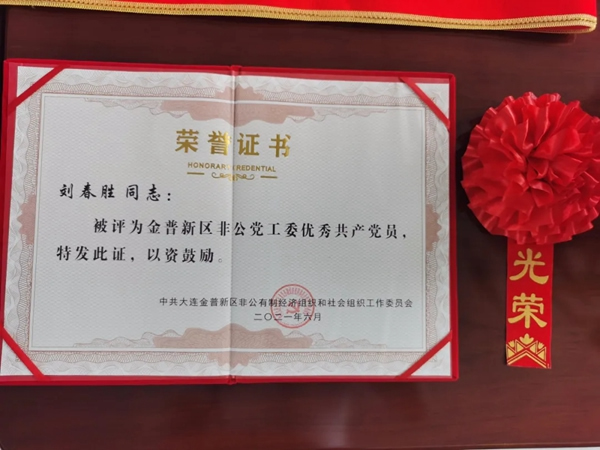 荣誉证书
HONORARY CREDENTIAL
刘春胜同志：
被评为金普新区非公党工委优秀共产党员，
特发此证，以资鼓励。
中共大连金普新区非公有制经济组织和社会组织工作委员会
二〇二一年六月
光荣